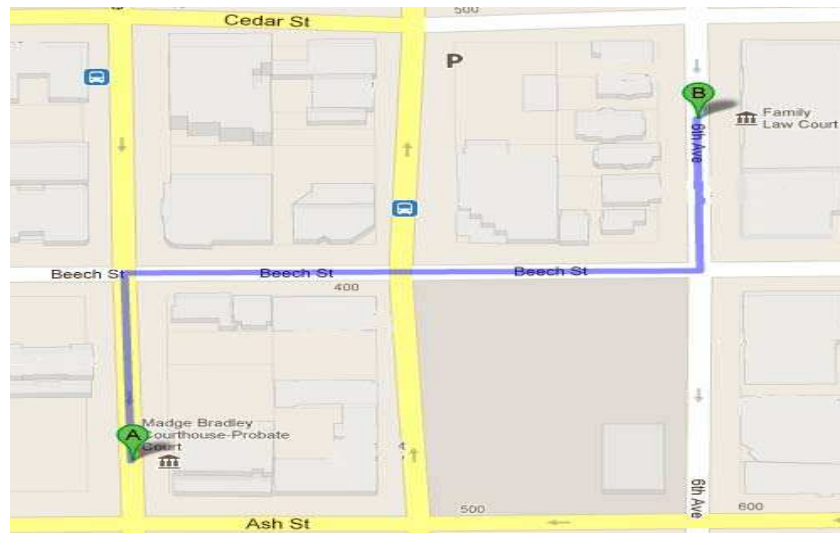 500
Cedar St
P
B
6th Ave
Family
Law Court
Beech St
Beech St
Beech St
400
Madge Bradley
Courthouse-Probate
Court
A
6th Ave
500
600
Ash St